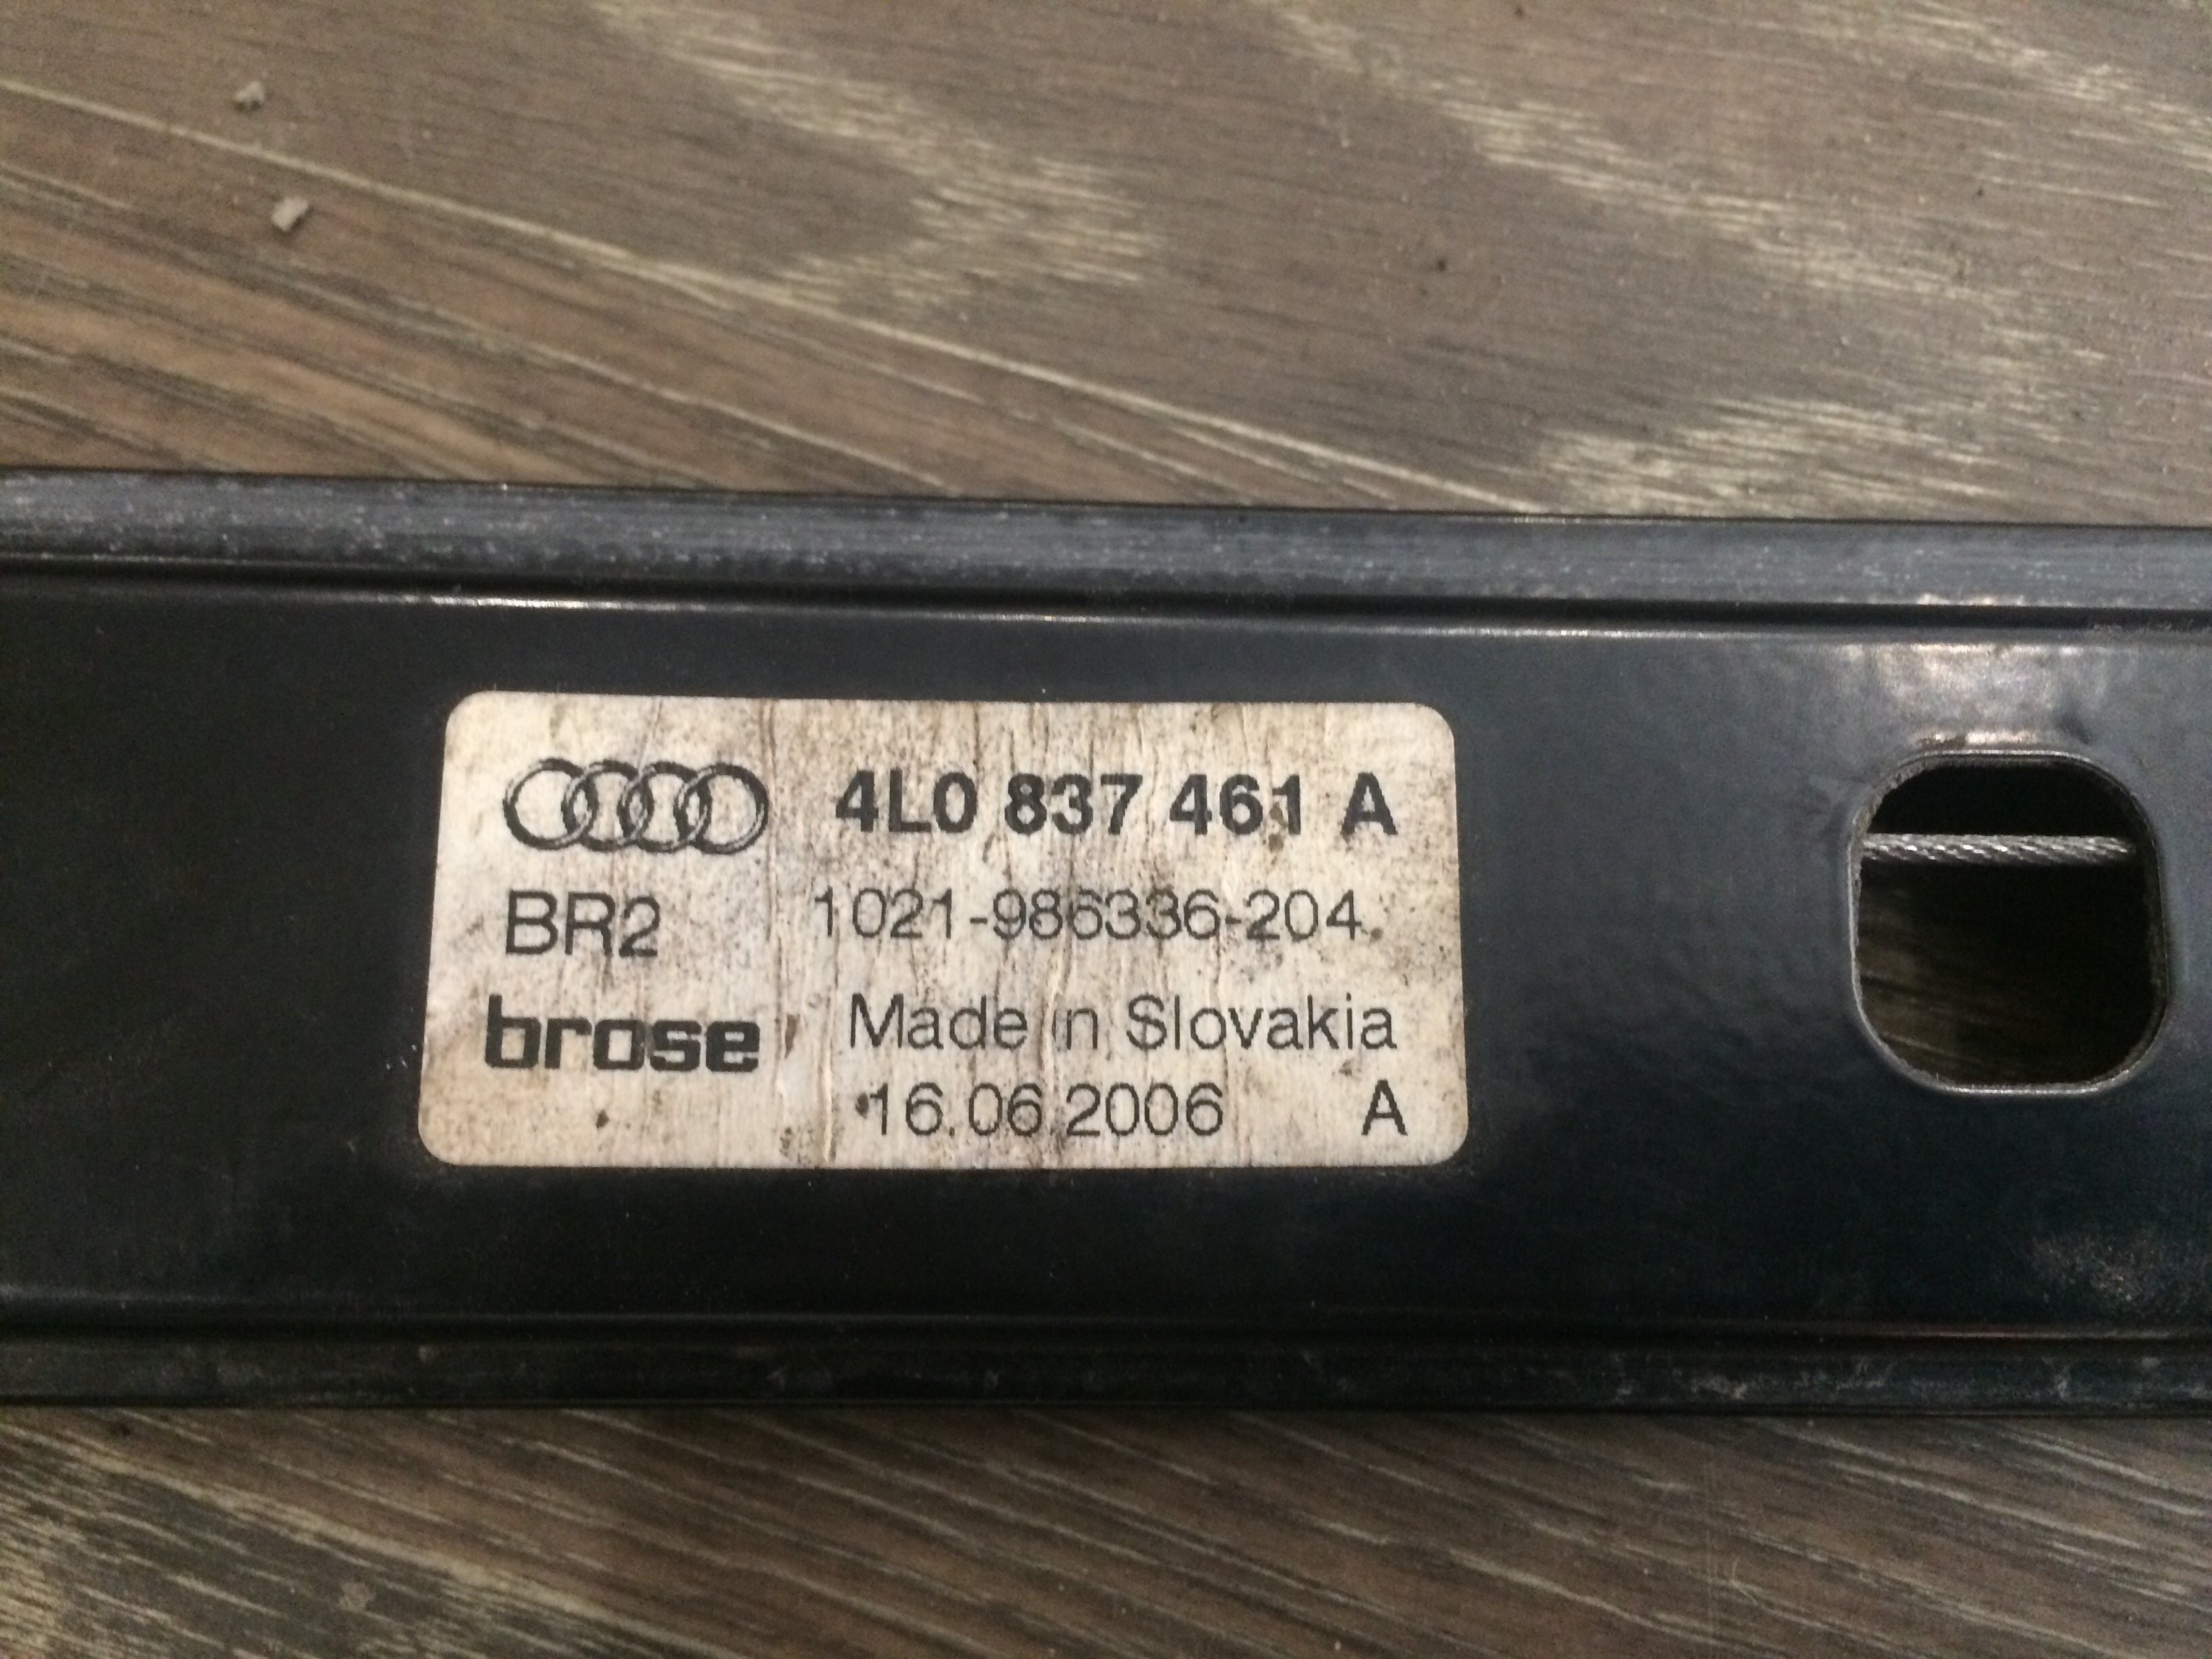 4L0 837 461 A
BR2 1021-986336-204
brose Made in Slovakia
16.06.2006 A